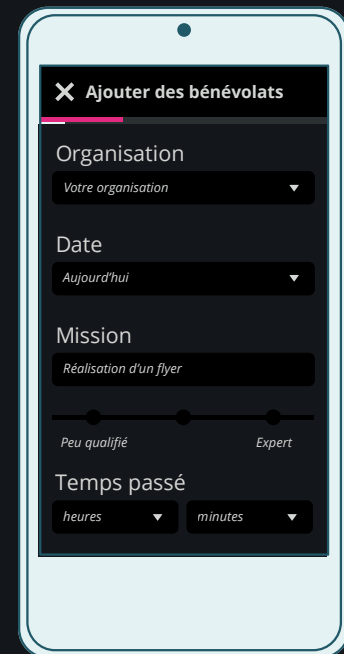 Ajouter des bénévolats
Organisation
Votre organisation
Date
Aujourd'hui
Mission
Réalisation d'un flyer
Peu qualifié Expert
Temps passé
heures minutes